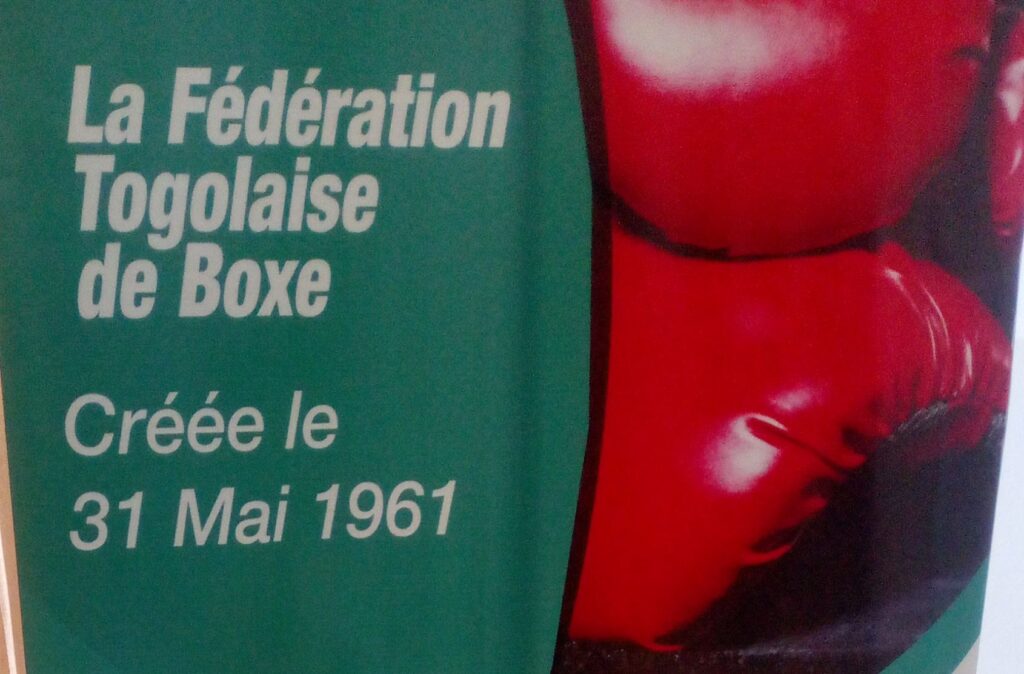 La Fédération
Togolaise
de Boxe
Créée le
31 Mai 1961